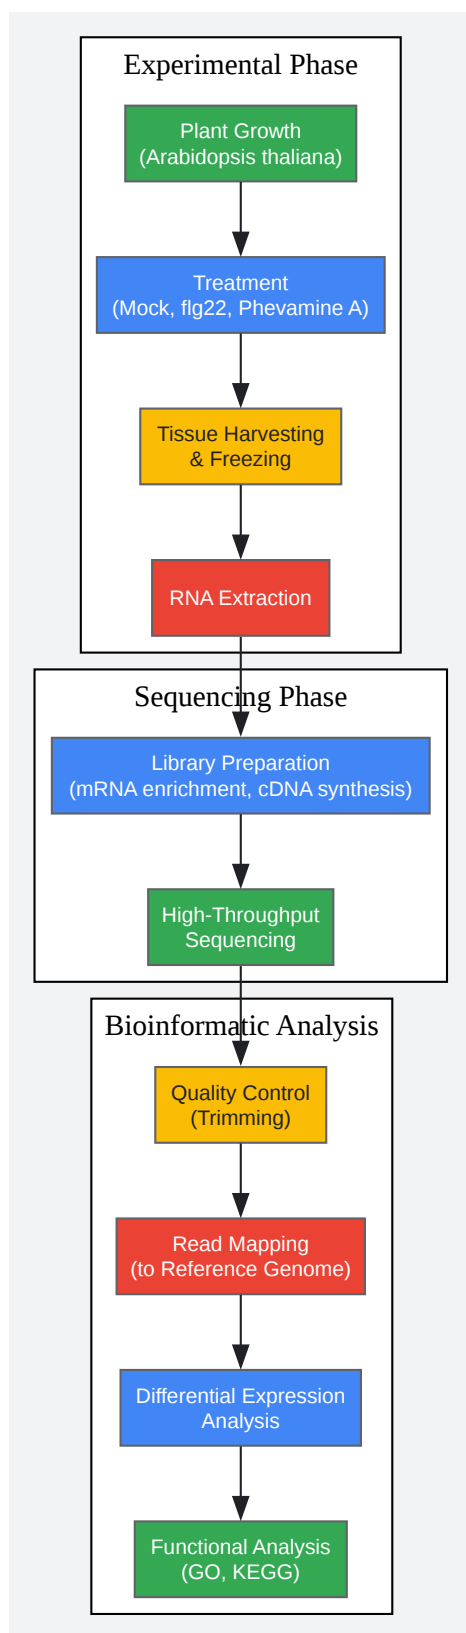 Experimental Phase
Plant Growth
(Arabidopsis thaliana)
Treatment
(Mock, flg22, Phevamine A)
Tissue Harvesting
& Freezing
RNA Extraction
Sequencing Phase
Library Preparation
(mRNA enrichment, cDNA synthesis)
High-Throughput
Sequencing
Bioinformatic Analysis
Quality Control
(Trimming)
Read Mapping
(to Reference Genome)
Differential Expression
Analysis
Functional Analysis
(GO, KEGG)